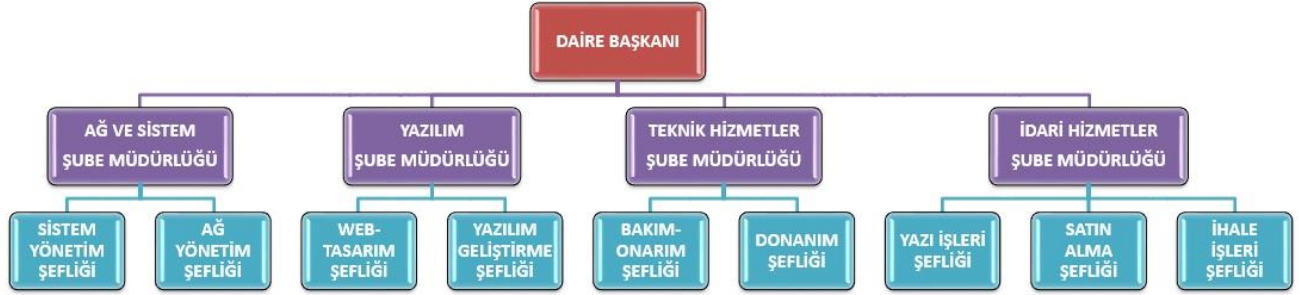 DAİRE BAŞKANI
AĞ VE SİSTEM
ŞUBE MÜDÜRLÜĞÜ
YAZILIM
ŞUBE MÜDÜRLÜĞÜ
TEKNİK HİZMETLER
ŞUBE MÜDÜRLÜĞÜ
İDARİ HİZMETLER
ŞUBE MÜDÜRLÜĞÜ
SİSTEM
YÖNETİM
ŞEFLİĞİ
AĞ
YÖNETİM
ŞEFLİĞİ
WEB-
TASARIM
ŞEFLİĞİ
YAZILIM
GELİŞTİRME
ŞEFLİĞİ
BAKIM-
ONARIM
ŞEFLİĞİ
DONANIM
ŞEFLİĞİ
YAZI İŞLERİ
ŞEFLİĞİ
SATIN
ALMA
ŞEFLİĞİ
İHALE
İŞLERİ
ŞEFLİĞİ